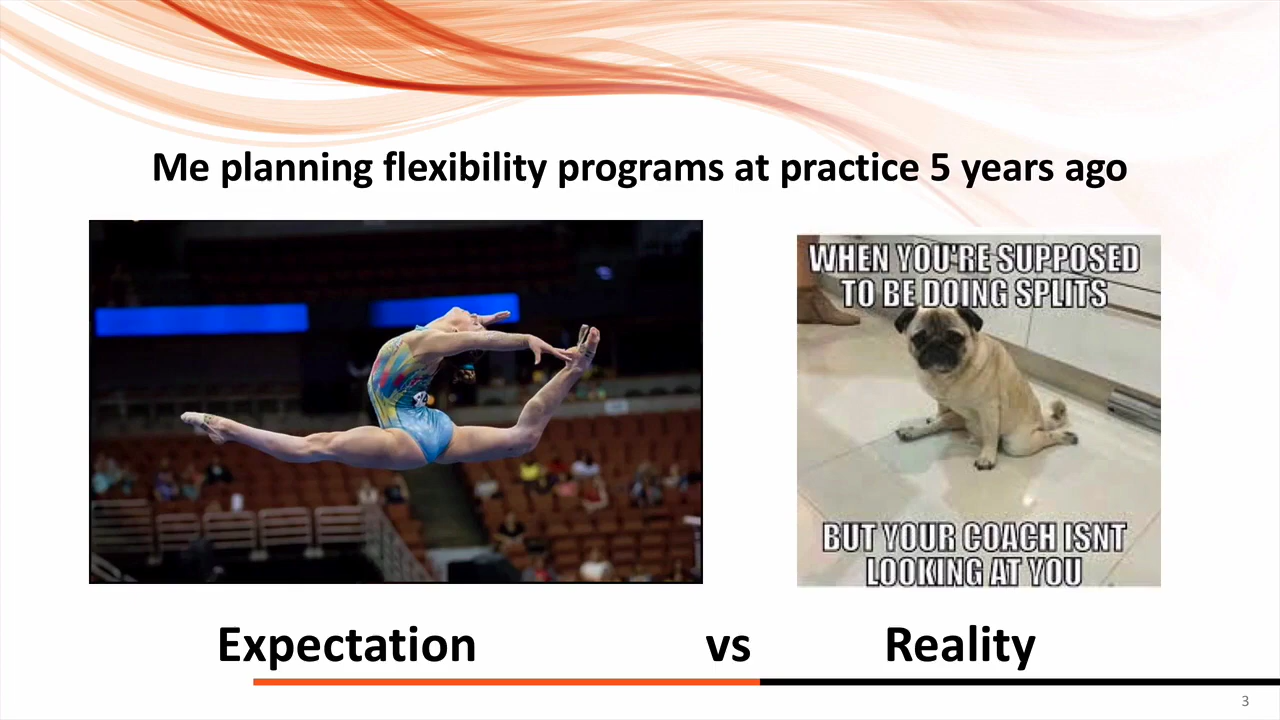 Me planning flexibility programs at practice 5 years ago
WHEN YOU'RE SUPPOSED
TO BE DOING SPLITS
BUT YOUR COACH ISNT
LOOKING AT YOU
Expectation vs Reality
3